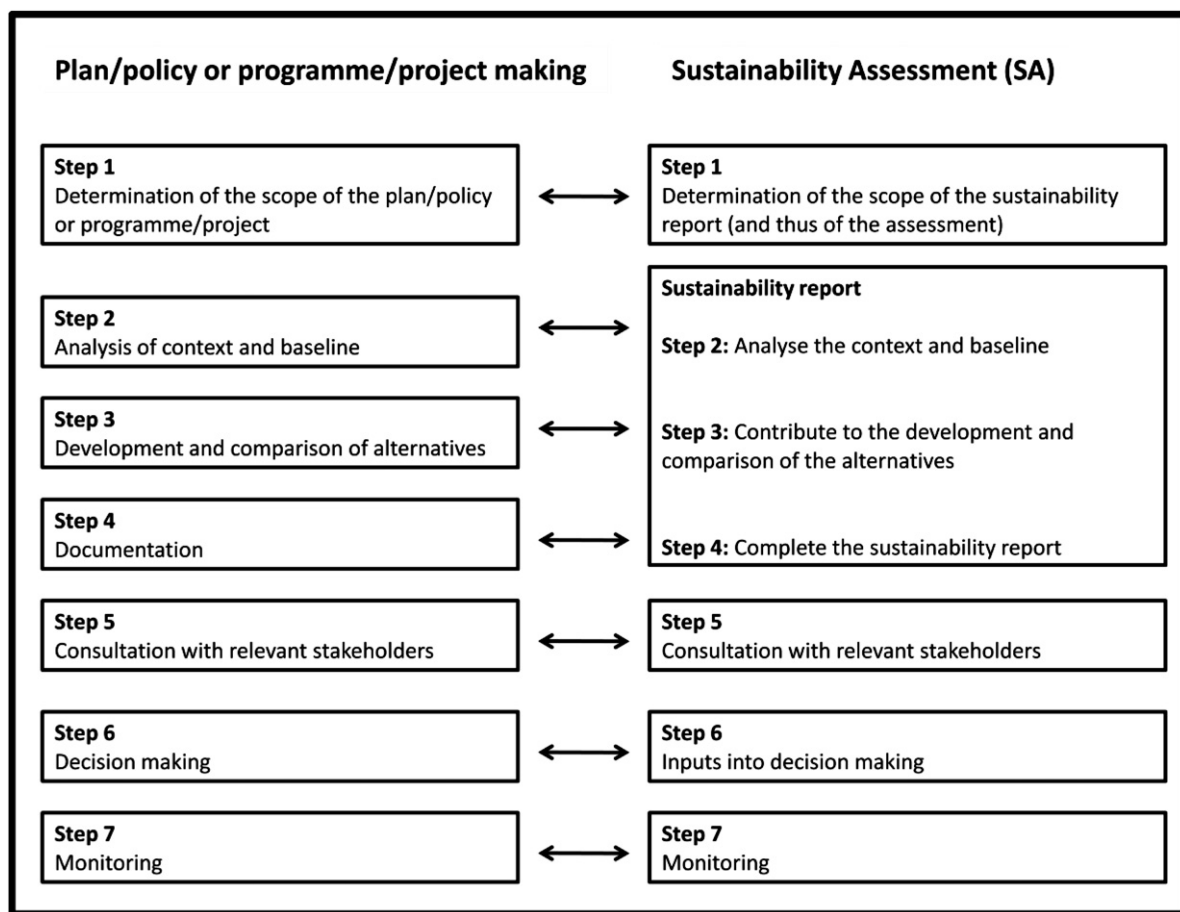 Plan/policy or programme/project making
Sustainability Assessment (SA)
Step 1
Determination of the scope of the plan/policy
or programme/project
Step 1
Determination of the scope of the sustainability
report (and thus of the assessment)
Step 2
Analysis of context and baseline
Sustainability report
Step 2: Analyse the context and baseline
Step 3
Development and comparison of alternatives
Step 3: Contribute to the development and
comparison of the alternatives
Step 4
Documentation
Step 4: Complete the sustainability report
Step 5
Consultation with relevant stakeholders
Step 5
Consultation with relevant stakeholders
Step 6
Decision making
Step 6
Inputs into decision making
Step 7
Monitoring
Step 7
Monitoring